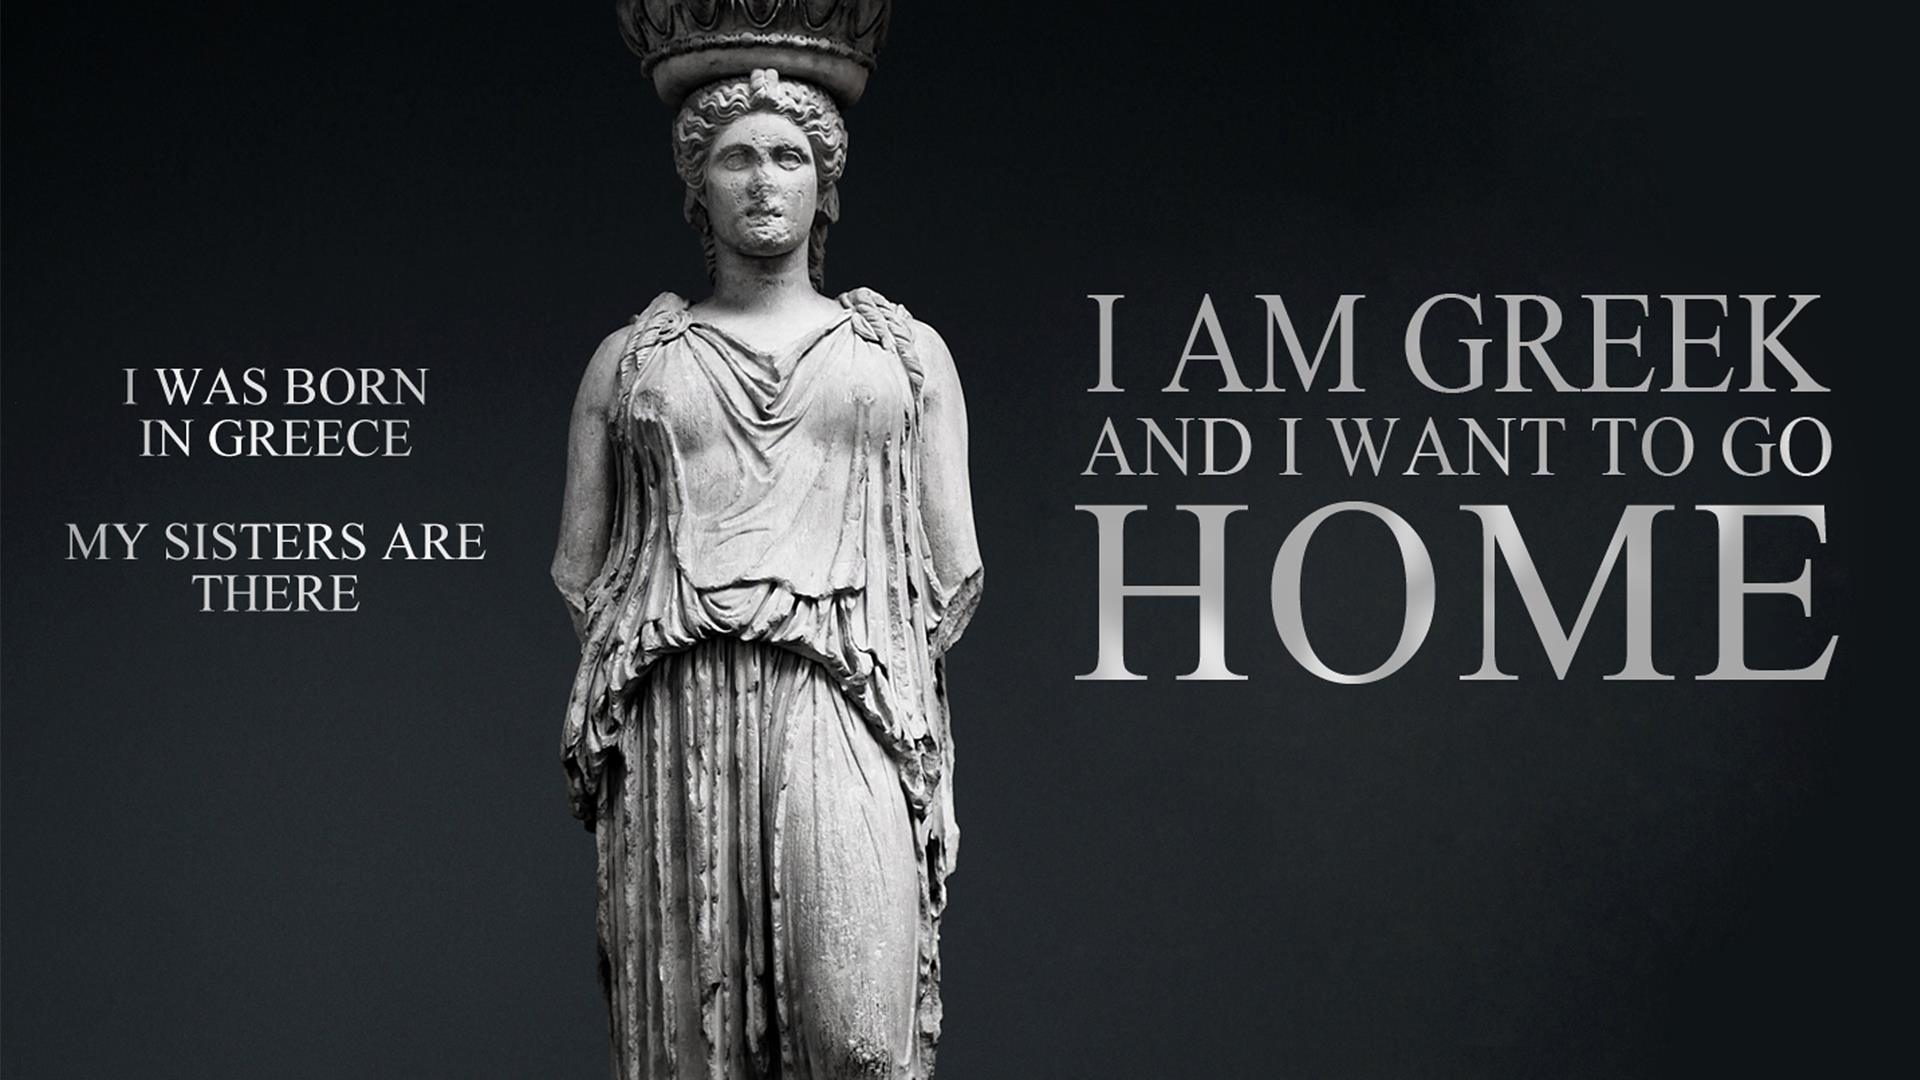 I WAS BORN
IN GREECE
MY SISTERS ARE
THERE
I AM GREEK
AND I WANT TO GO
HOME